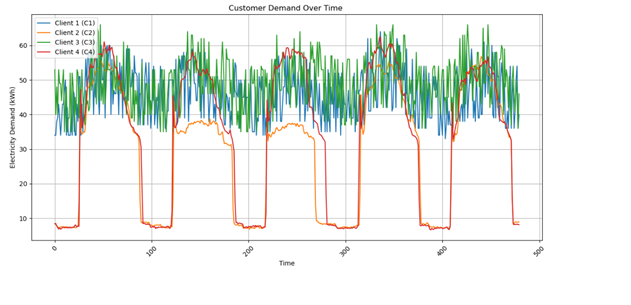 Customer Demand Over Time
Client 1 (C1)
Client 2 (C2)
Client 3 (C3)
Client 4 (C4)
Electricity Demand (kWh)
60
50
40
30
20
10
0
100
200
300
400
500
Time